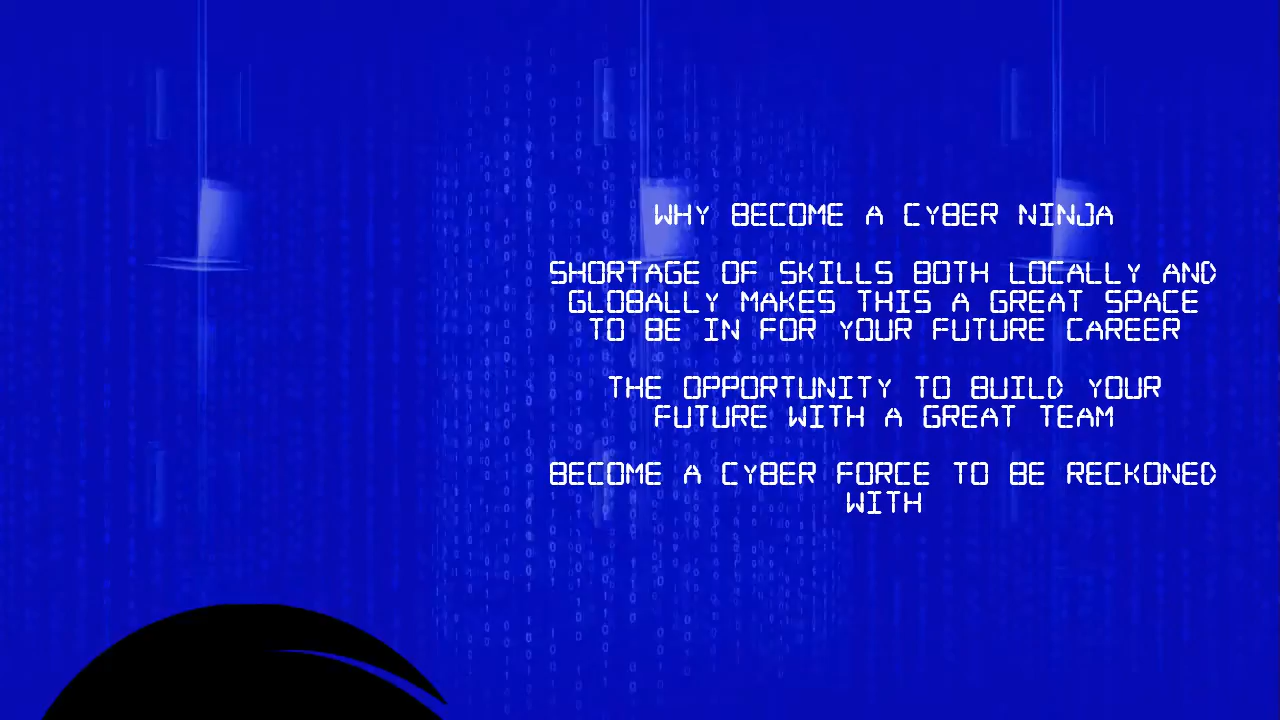 WHY BECOME A CYBER NINJA
SHORTAGE OF SKILLS BOTH LOCALLY AND
GLOBALLY MAKES THIS A GREAT SPACE
TO BE IN FOR YOUR FUTURE CAREER
THE OPPORTUNITY TO BUILD YOUR
FUTURE WITH A GREAT TEAM
BECOME A CYBER FORCE TO BE RECKONED
WITH